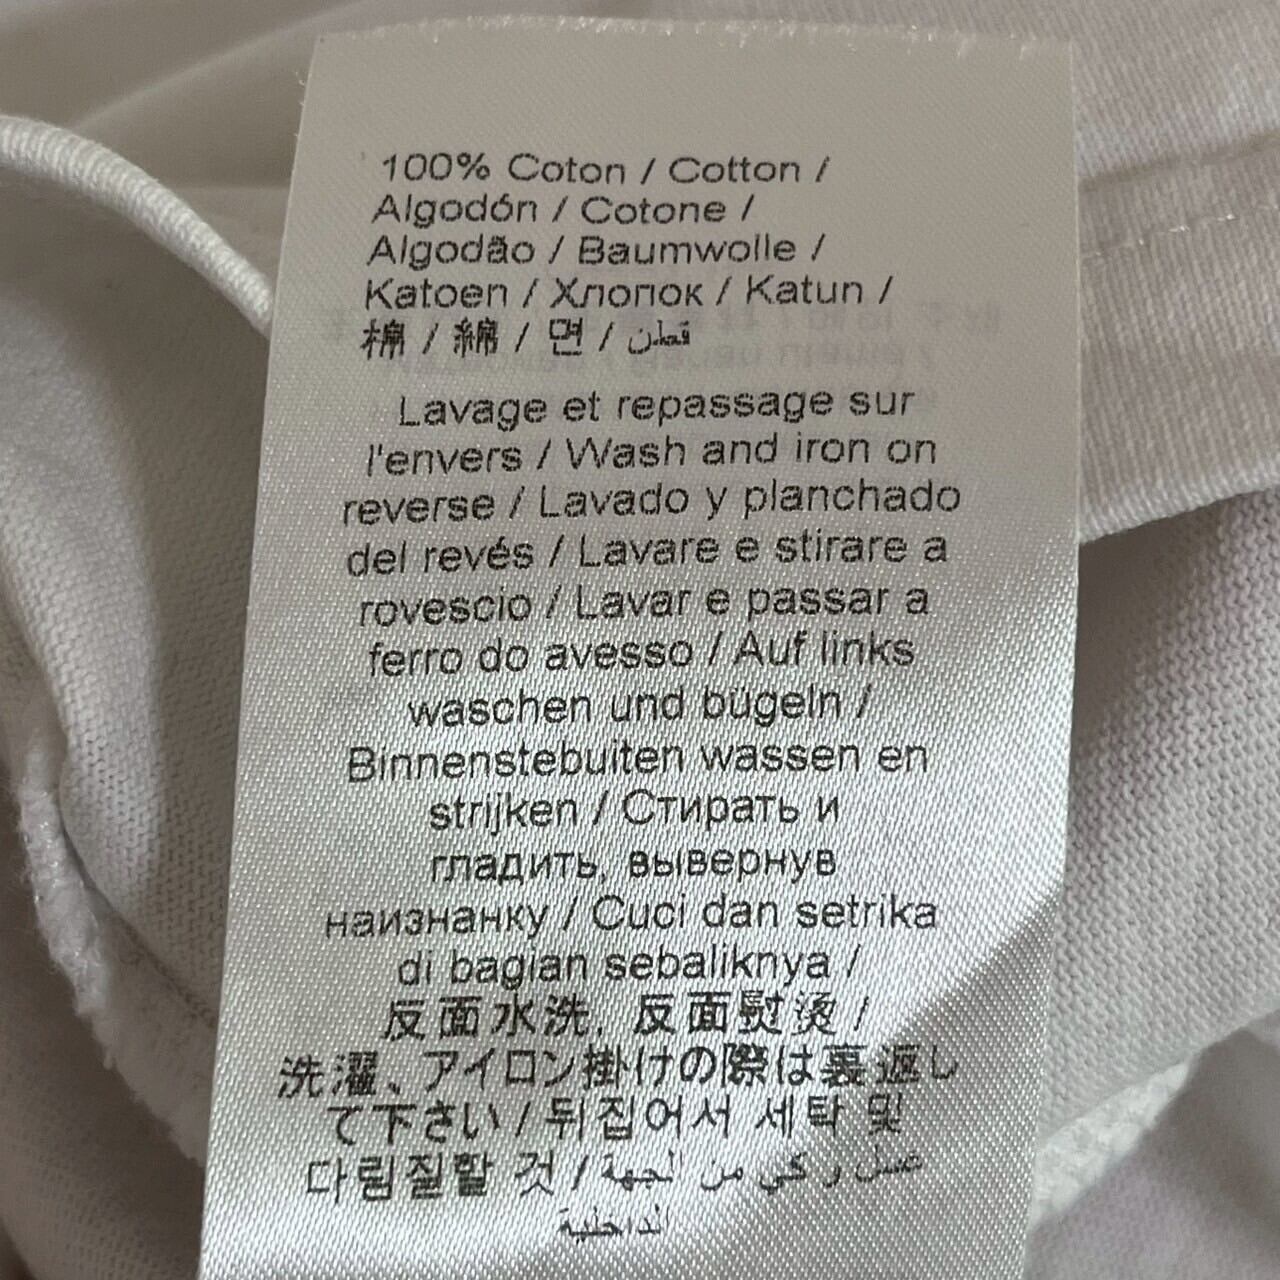 100% Coton / Cotton /
Algodón / Cotone /
Algodão / Baumwolle /
Katoen / Хлопок / Katun /
棉 / 綿 / 면 / قطن
Lavage et repassage sur
l'envers / Wash and iron on
reverse / Lavado y planchado
del revés / Lavare e stirare a
rovescio / Lavar e passar a
ferro do avesso / Auf links
waschen und bügeln /
Binnenstebuiten wassen en
strijken / Стирать и
гладить, вывернув
наизнанку / Cuci dan setrika
di bagian sebaliknya /
反面水洗, 反面熨烫 /
洗濯、アイロン掛けの際は裏返し
て下さい / 뒤집어서 세탁 및
다림질할 것 / غسل و كي من الجهة
الداخلية